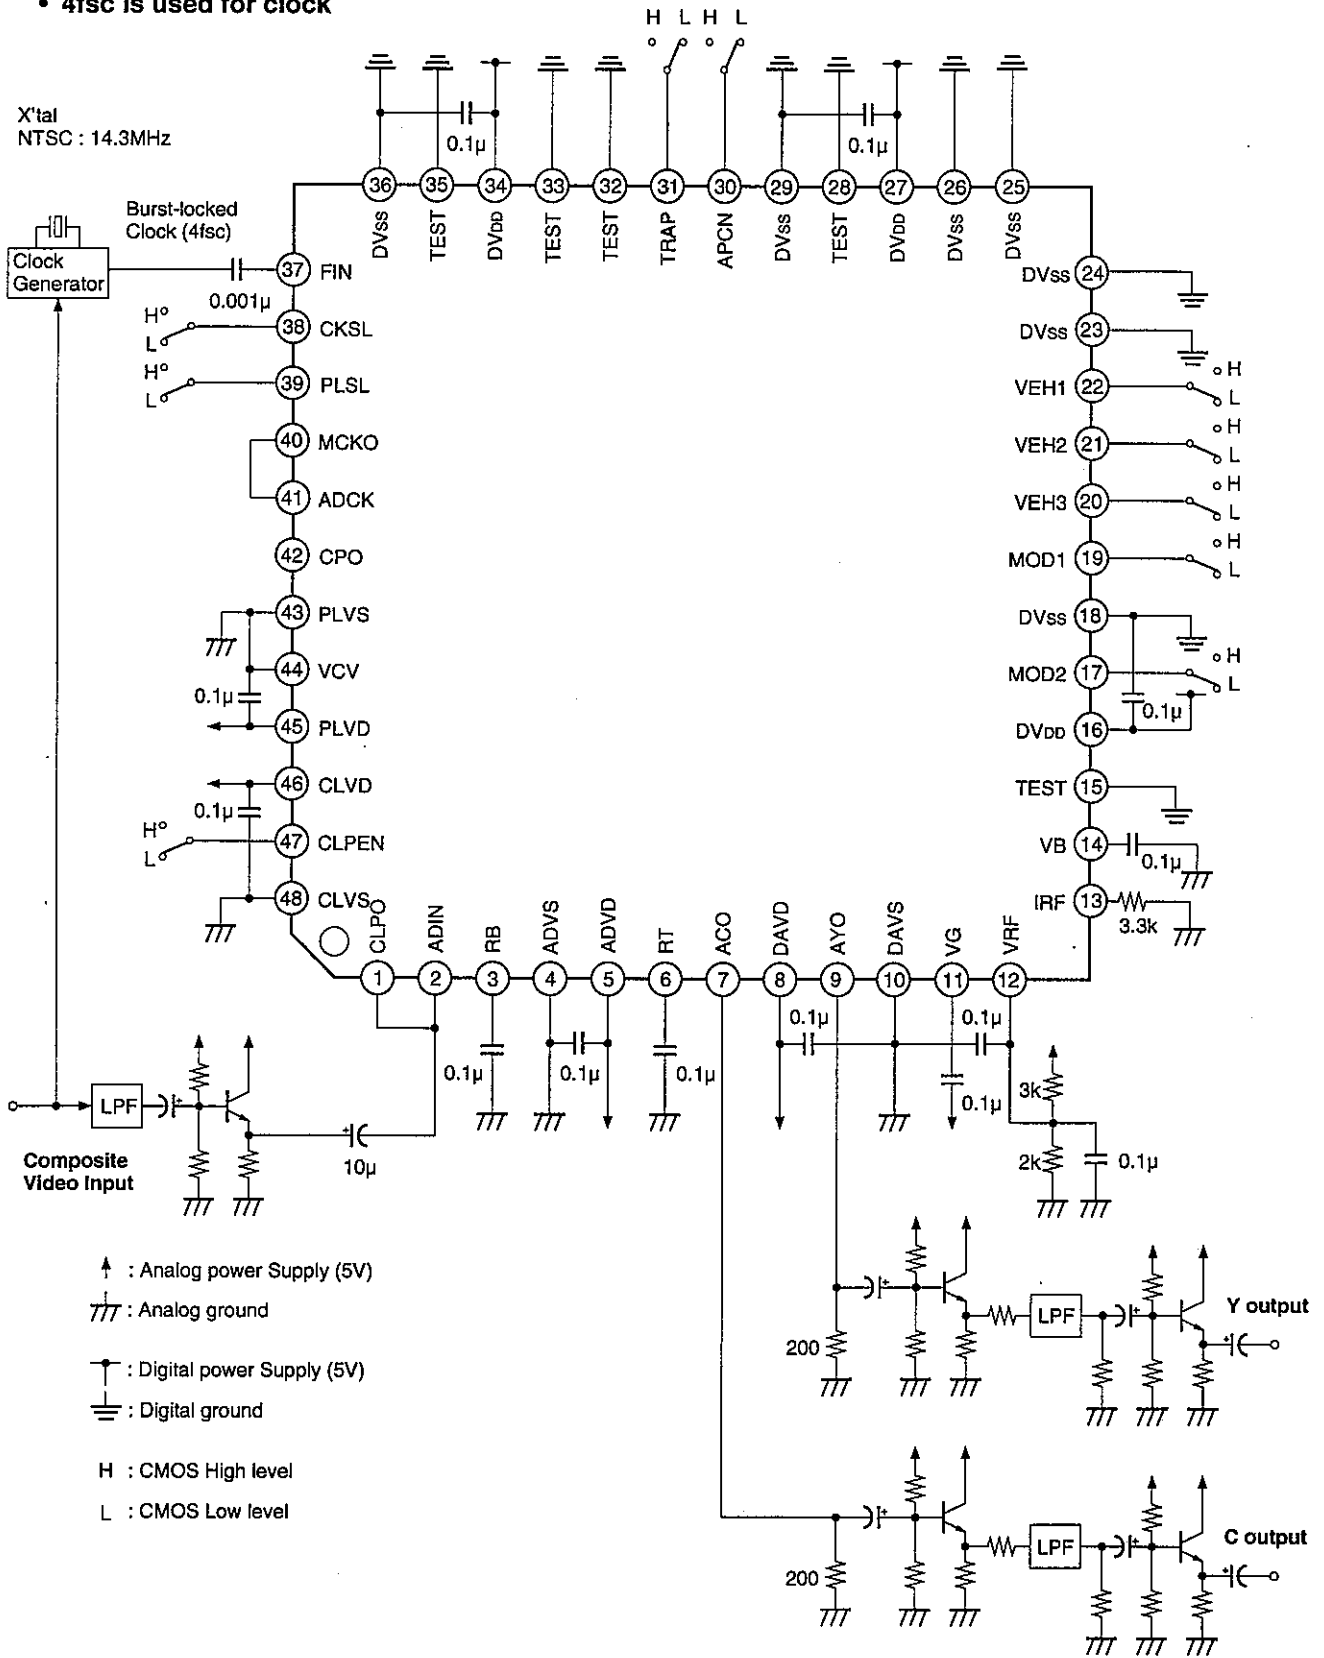 • 4fsc is used for clock
H L H L
X'tal
NTSC : 14.3MHz
0.1µ
0.1µ
36 35 34 33 32 31 30 29 28 27 26 25
DVss TEST DVDD TEST TEST TRAP APCN DVss TEST DVDD DVss DVss
Burst-locked
Clock (4fsc)
Clock
Generator
0.001µ
37 FIN
H
L
38 CKSL
H
L
39 PLSL
40 MCKO
41 ADCK
42 CPO
43 PLVS
44 VCV
0.1µ
45 PLVD
46 CLVD
0.1µ
H
L
47 CLPEN
48 CLVS
DVss 24
DVss 23
VEH1 22
H
L
VEH2 21
H
L
VEH3 20
H
L
MOD1 19
H
L
DVss 18
MOD2 17
H
L
0.1µ
DVDD 16
TEST 15
VB 14
0.1µ
IRF 13
3.3k
CLPO ADIN RB ADVS ADVD RT ACO DAVD AYO DAVS VG VRF
1 2 3 4 5 6 7 8 9 10 11 12
0.1µ
0.1µ
0.1µ
0.1µ
0.1µ
0.1µ
3k
2k
0.1µ
LPF
10µ
Composite
Video Input
: Analog power Supply (5V)
: Analog ground
: Digital power Supply (5V)
: Digital ground
H : CMOS High level
L : CMOS Low level
200
LPF
Y output
200
LPF
C output